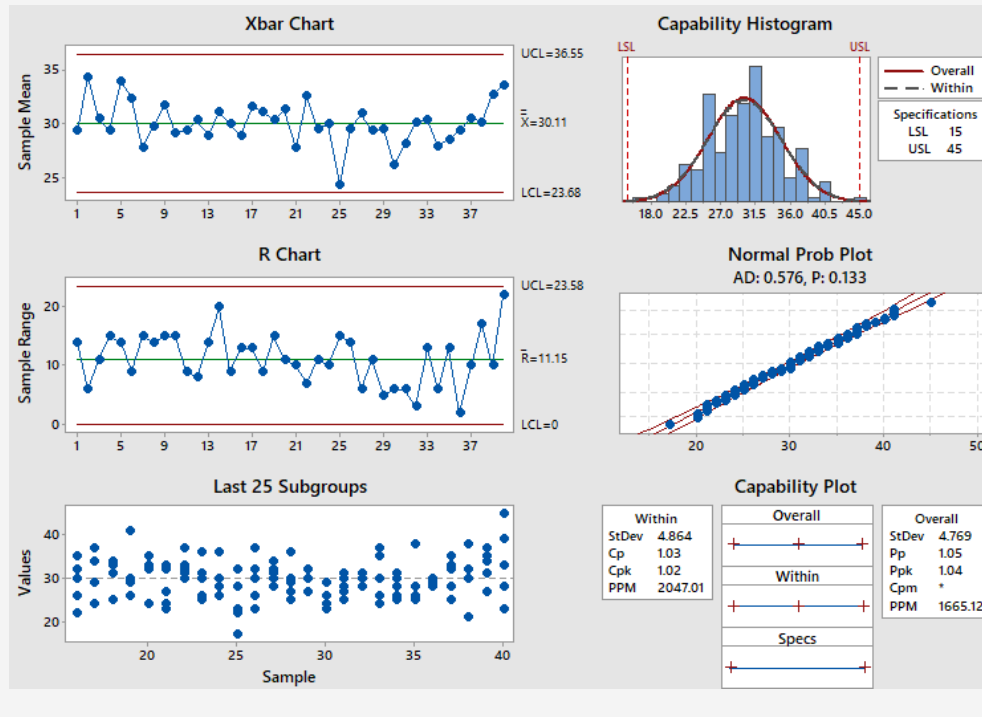 Xbar Chart
Sample Mean
35
30
25
1 5 9 13 17 21 25 29 33 37
UCL=36.55
X̿=30.11
LCL=23.68
Capability Histogram
LSL USL
18.0 22.5 27.0 31.5 36.0 40.5 45.0
Overall
Within
Specifications
LSL 15
USL 45
R Chart
Sample Range
20
10
0
1 5 9 13 17 21 25 29 33 37
UCL=23.58
R̅=11.15
LCL=0
Normal Prob Plot
AD: 0.576, P: 0.133
20 30 40 50
Last 25 Subgroups
Values
40
30
20
20 25 30 35 40
Sample
Capability Plot
Within
StDev 4.864
Cp 1.03
Cpk 1.02
PPM 2047.01
Overall
Within
Specs
Overall
StDev 4.769
Pp 1.05
Ppk 1.04
Cpm *
PPM 1665.12